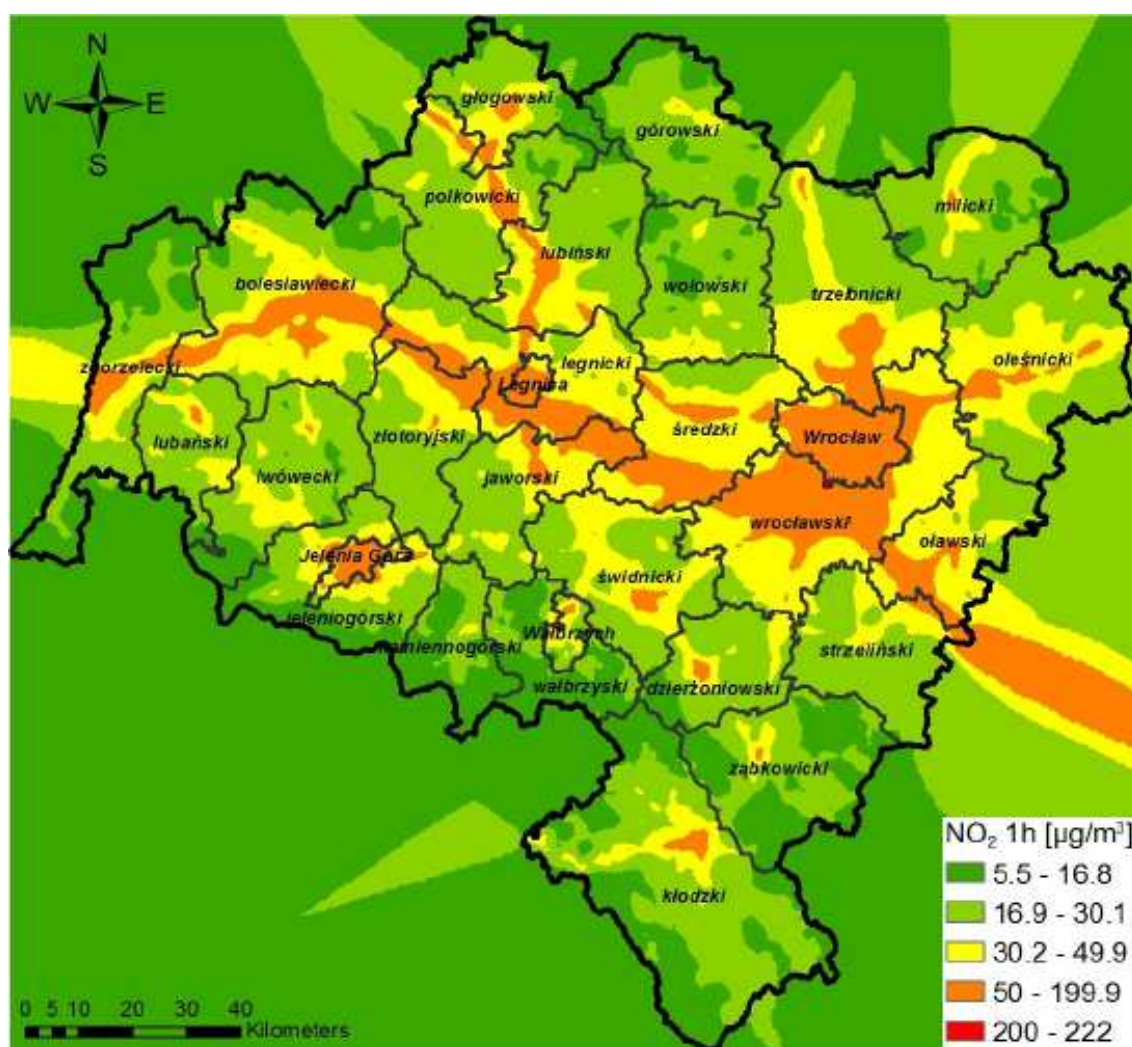 N
W E
S
głogowski
górowski
polkowicki
milicki
lubiński
bolesławiecki
wołowski
trzebnicki
zgorzelecki
legnicki
oleśnicki
Legnica
lubański
złotoryjski
średzki
Wrocław
lwówecki
jaworski
wrocławski
oławski
Jelenia Góra
świdnicki
jeleniogórski
kamiennogórski
Wałbrzych
strzeliński
wałbrzyski
dzierżoniowski
ząbkowicki
kłodzki
NO₂ 1h [µg/m³]
5.5 - 16.8
16.9 - 30.1
30.2 - 49.9
50 - 199.9
200 - 222
0 5 10 20 30 40
Kilometers